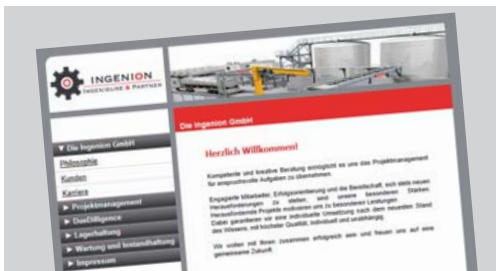 INGENION
INGENIEURE & PARTNER
Die Ingenion GmbH
▼ Die Ingenion GmbH
Philosophie
Kunden
Karriere
► Projektmanagement
► DueDilligence
► Lagerhaltung
► Wartung und Instandhaltung
► Impressum
Herzlich Willkommen!
Kompetente und kreative Beratung ermöglicht es uns das Projektmanagement
für anspruchsvolle Aufgaben zu übernehmen.
Engagierte Mitarbeiter, Erfolgsorientierung und die Bereitschaft, sich stets neuen
Herausforderungen zu stellen, sind unsere besonderen Stärken.
Herausfordernde Projekte motivieren uns zu besonderen Leistungen.
Dabei garantieren wir eine individuelle Umsetzung nach dem neuesten Stand
des Wissens, mit höchster Qualität, individuell und unabhängig.
Wir wollen mit Ihnen zusammen erfolgreich sein und freuen uns auf eine
gemeinsame Zukunft.